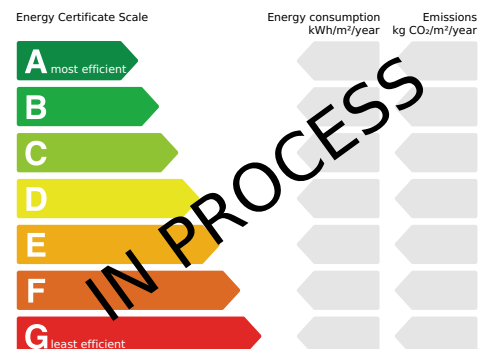 Energy Certificate Scale
Energy consumption
kWh/m²/year
Emissions
kg CO₂/m²/year
A most efficient
B
C
D
E
F
G least efficient
IN PROCESS